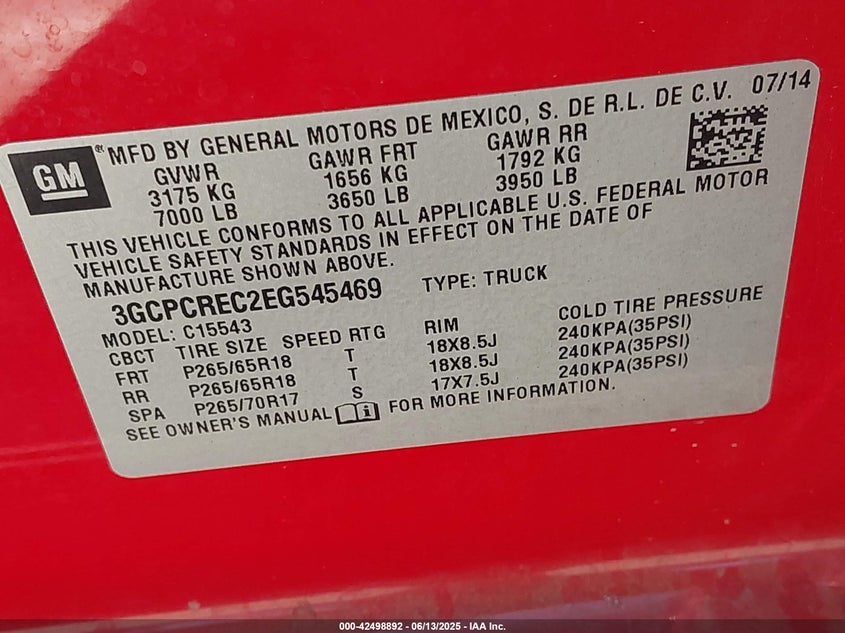 GM® MFD BY GENERAL MOTORS DE MEXICO, S. DE R.L. DE C.V. 07/14
GVWR GAWR FRT GAWR RR
3175 KG 1656 KG 1792 KG
7000 LB 3650 LB 3950 LB
THIS VEHICLE CONFORMS TO ALL APPLICABLE U.S. FEDERAL MOTOR
VEHICLE SAFETY STANDARDS IN EFFECT ON THE DATE OF
MANUFACTURE SHOWN ABOVE.
3GCPCREC2EG545469 TYPE: TRUCK
MODEL: C15543
CBCT TIRE SIZE SPEED RTG RIM COLD TIRE PRESSURE
FRT P265/65R18 T 18X8.5J 240KPA(35PSI)
RR P265/65R18 T 18X8.5J 240KPA(35PSI)
SPA P265/70R17 S 17X7.5J 240KPA(35PSI)
SEE OWNER'S MANUAL FOR MORE INFORMATION.
000-42498892 - 06/13/2025 - IAA Inc.